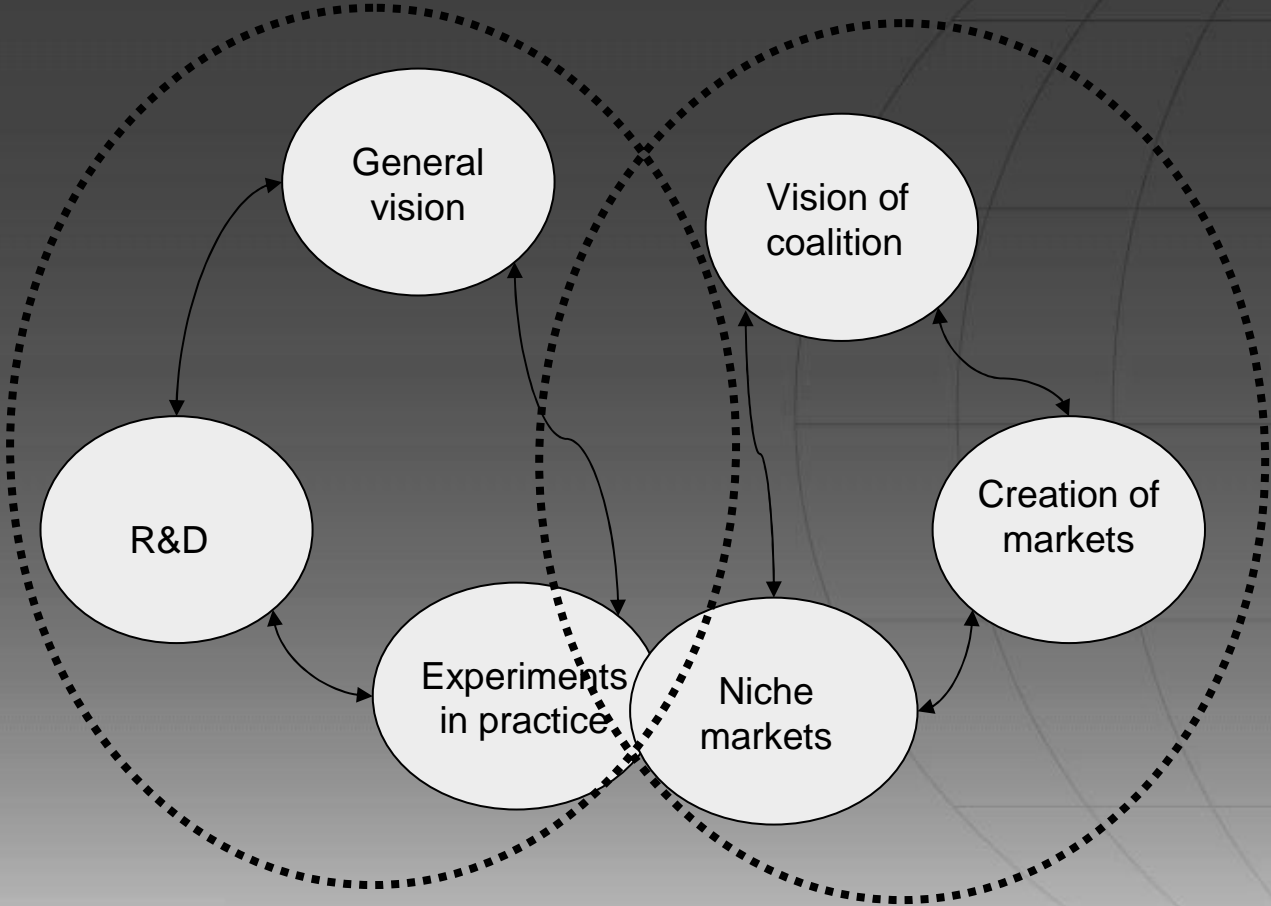 General
vision
Vision of
coalition
R&D
Creation of
markets
Experiments
in practice
Niche
markets